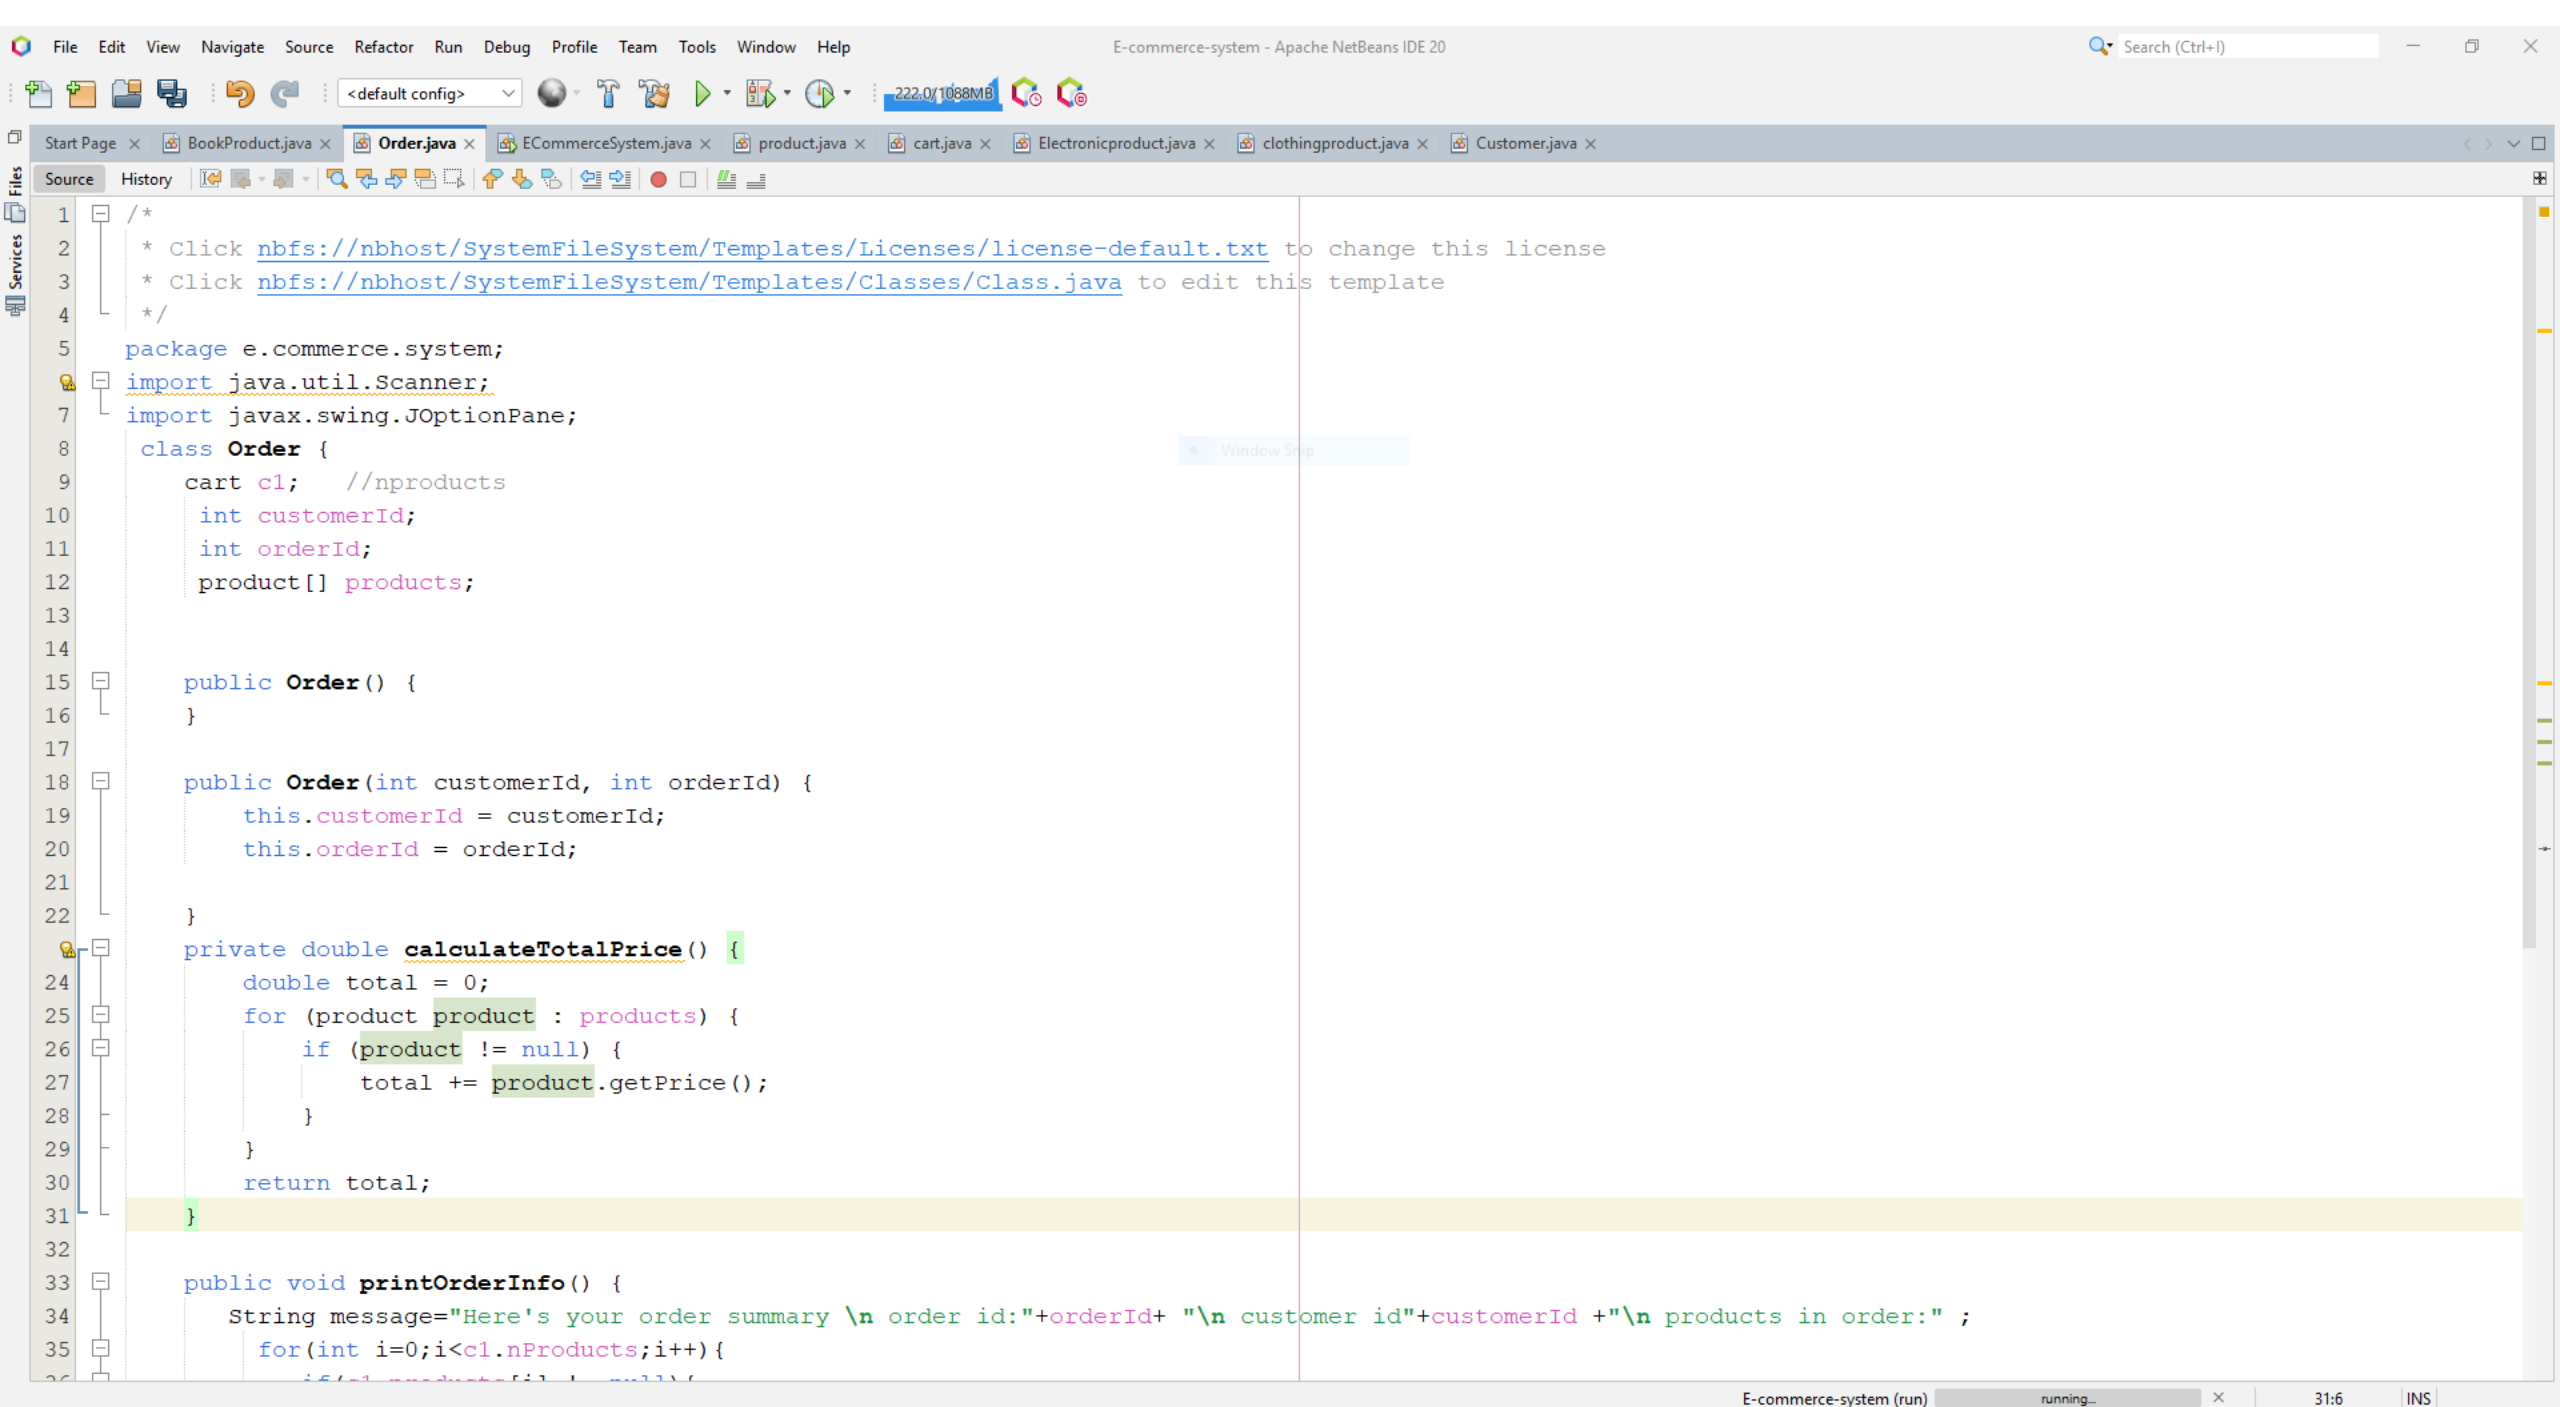 File Edit View Navigate Source Refactor Run Debug Profile Team Tools Window Help
E-commerce-system - Apache NetBeans IDE 20
Search (Ctrl+I)
<default config>
222.0/1088MB
Start Page BookProduct.java Order.java ECommerceSystem.java product.java cart.java Electronicproduct.java clothingproduct.java Customer.java
Files
Services
Source History
1 /*
2 * Click nbfs://nbhost/SystemFileSystem/Templates/Licenses/license-default.txt to change this license
3 * Click nbfs://nbhost/SystemFileSystem/Templates/Classes/Class.java to edit this template
4 */
5 package e.commerce.system;
import java.util.Scanner;
7 import javax.swing.JOptionPane;
8 class Order {
Window Snip
9 cart c1; //nproducts
10 int customerId;
11 int orderId;
12 product[] products;
13
14
15 public Order() {
16 }
17
18 public Order(int customerId, int orderId) {
19 this.customerId = customerId;
20 this.orderId = orderId;
21
22 }
private double calculateTotalPrice() {
24 double total = 0;
25 for (product product : products) {
26 if (product != null) {
27 total += product.getPrice();
28 }
29 }
30 return total;
31 }
32
33 public void printOrderInfo() {
34 String message="Here's your order summary \n order id:"+orderId+ "\n customer id"+customerId +"\n products in order:" ;
35 for(int i=0;i<c1.nProducts;i++){
E-commerce-system (run) running... 31:6 INS